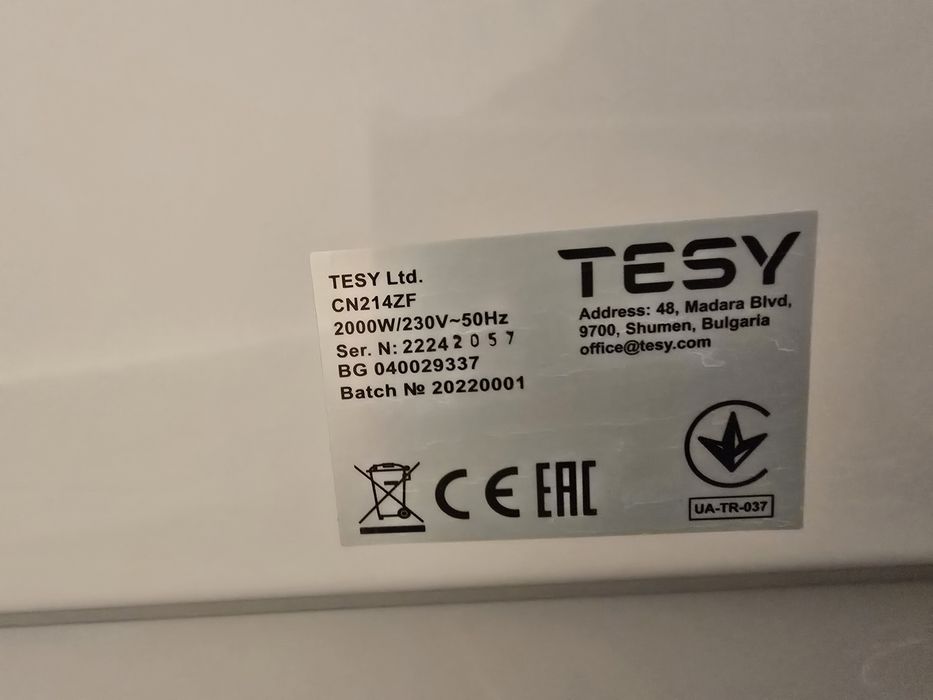 TESY Ltd.
CN214ZF
2000W/230V~50Hz
Ser. N: 22242057
BG 040029337
Batch № 20220001
TESY
Address: 48, Madara Blvd,
9700, Shumen, Bulgaria
office@tesy.com
CE EAC
UA-TR-037